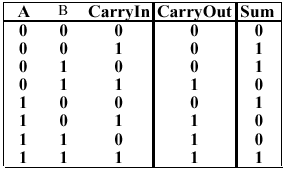 A B CarryIn CarryOut Sum
0 0 0 0 0
0 0 1 0 1
0 1 0 0 1
0 1 1 1 0
1 0 0 0 1
1 0 1 1 0
1 1 0 1 0
1 1 1 1 1